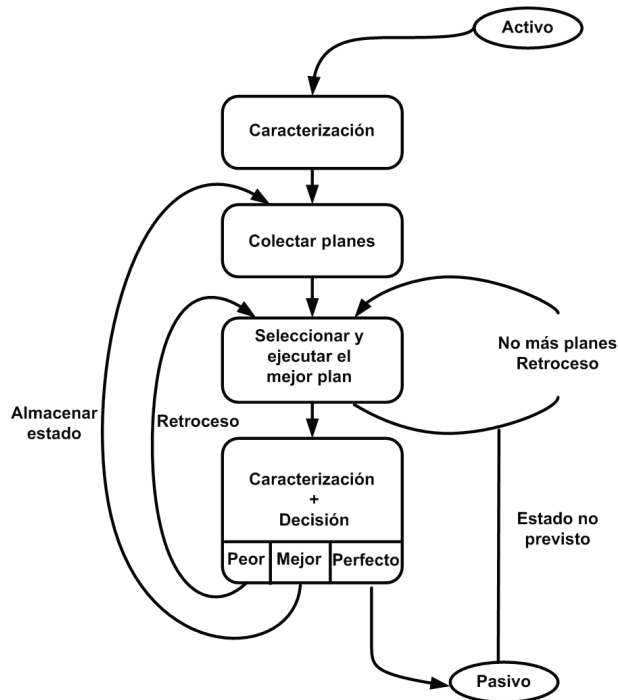 Activo
Caracterización
Colectar planes
Seleccionar y
ejecutar el
mejor plan
No más planes
Retroceso
Almacenar
estado
Retroceso
Caracterización
+
Decisión
Peor
Mejor
Perfecto
Estado no
previsto
Pasivo